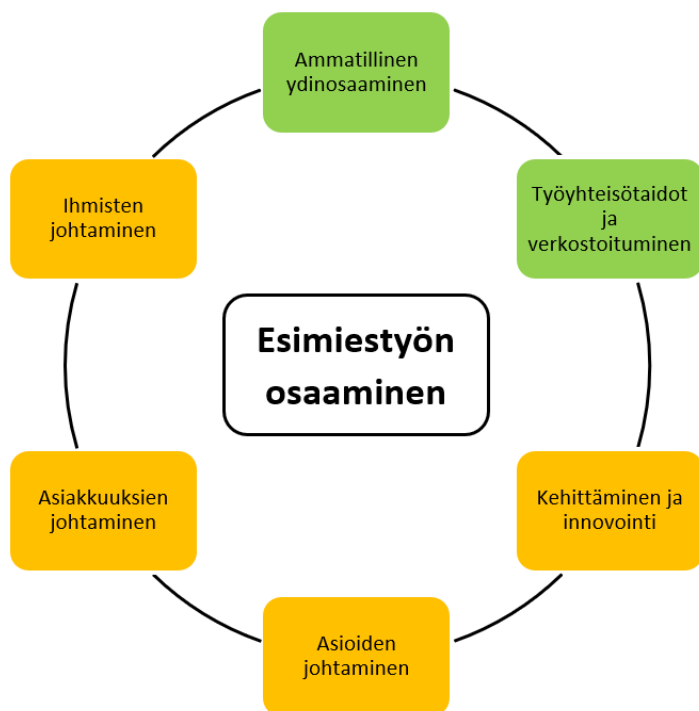 Ammatillinen
ydinosaaminen
Työyhteisötaidot
ja
verkostoituminen
Ihmisten
johtaminen
Esimiestyön
osaaminen
Asiakkuuksien
johtaminen
Kehittäminen ja
innovointi
Asioiden
johtaminen